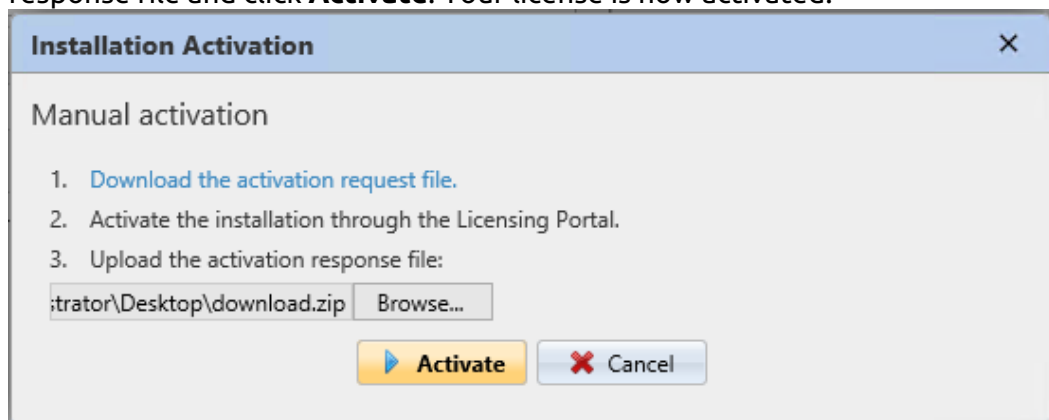 response file and click Activate. Your license is now activated.
Installation Activation
Manual activation
1. Download the activation request file.
2. Activate the installation through the Licensing Portal.
3. Upload the activation response file:
strator\Desktop\download.zip Browse...
Activate Cancel